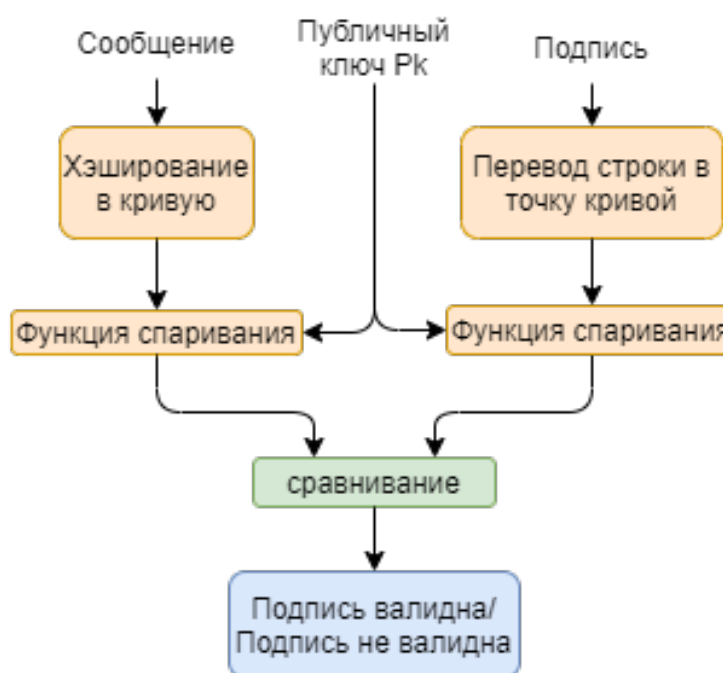 Сообщение
Публичный
ключ Pk
Подпись
Хэширование
в кривую
Перевод строки в
точку кривой
Функция спаривания
Функция спаривания
сравнивание
Подпись валидна/
Подпись не валидна